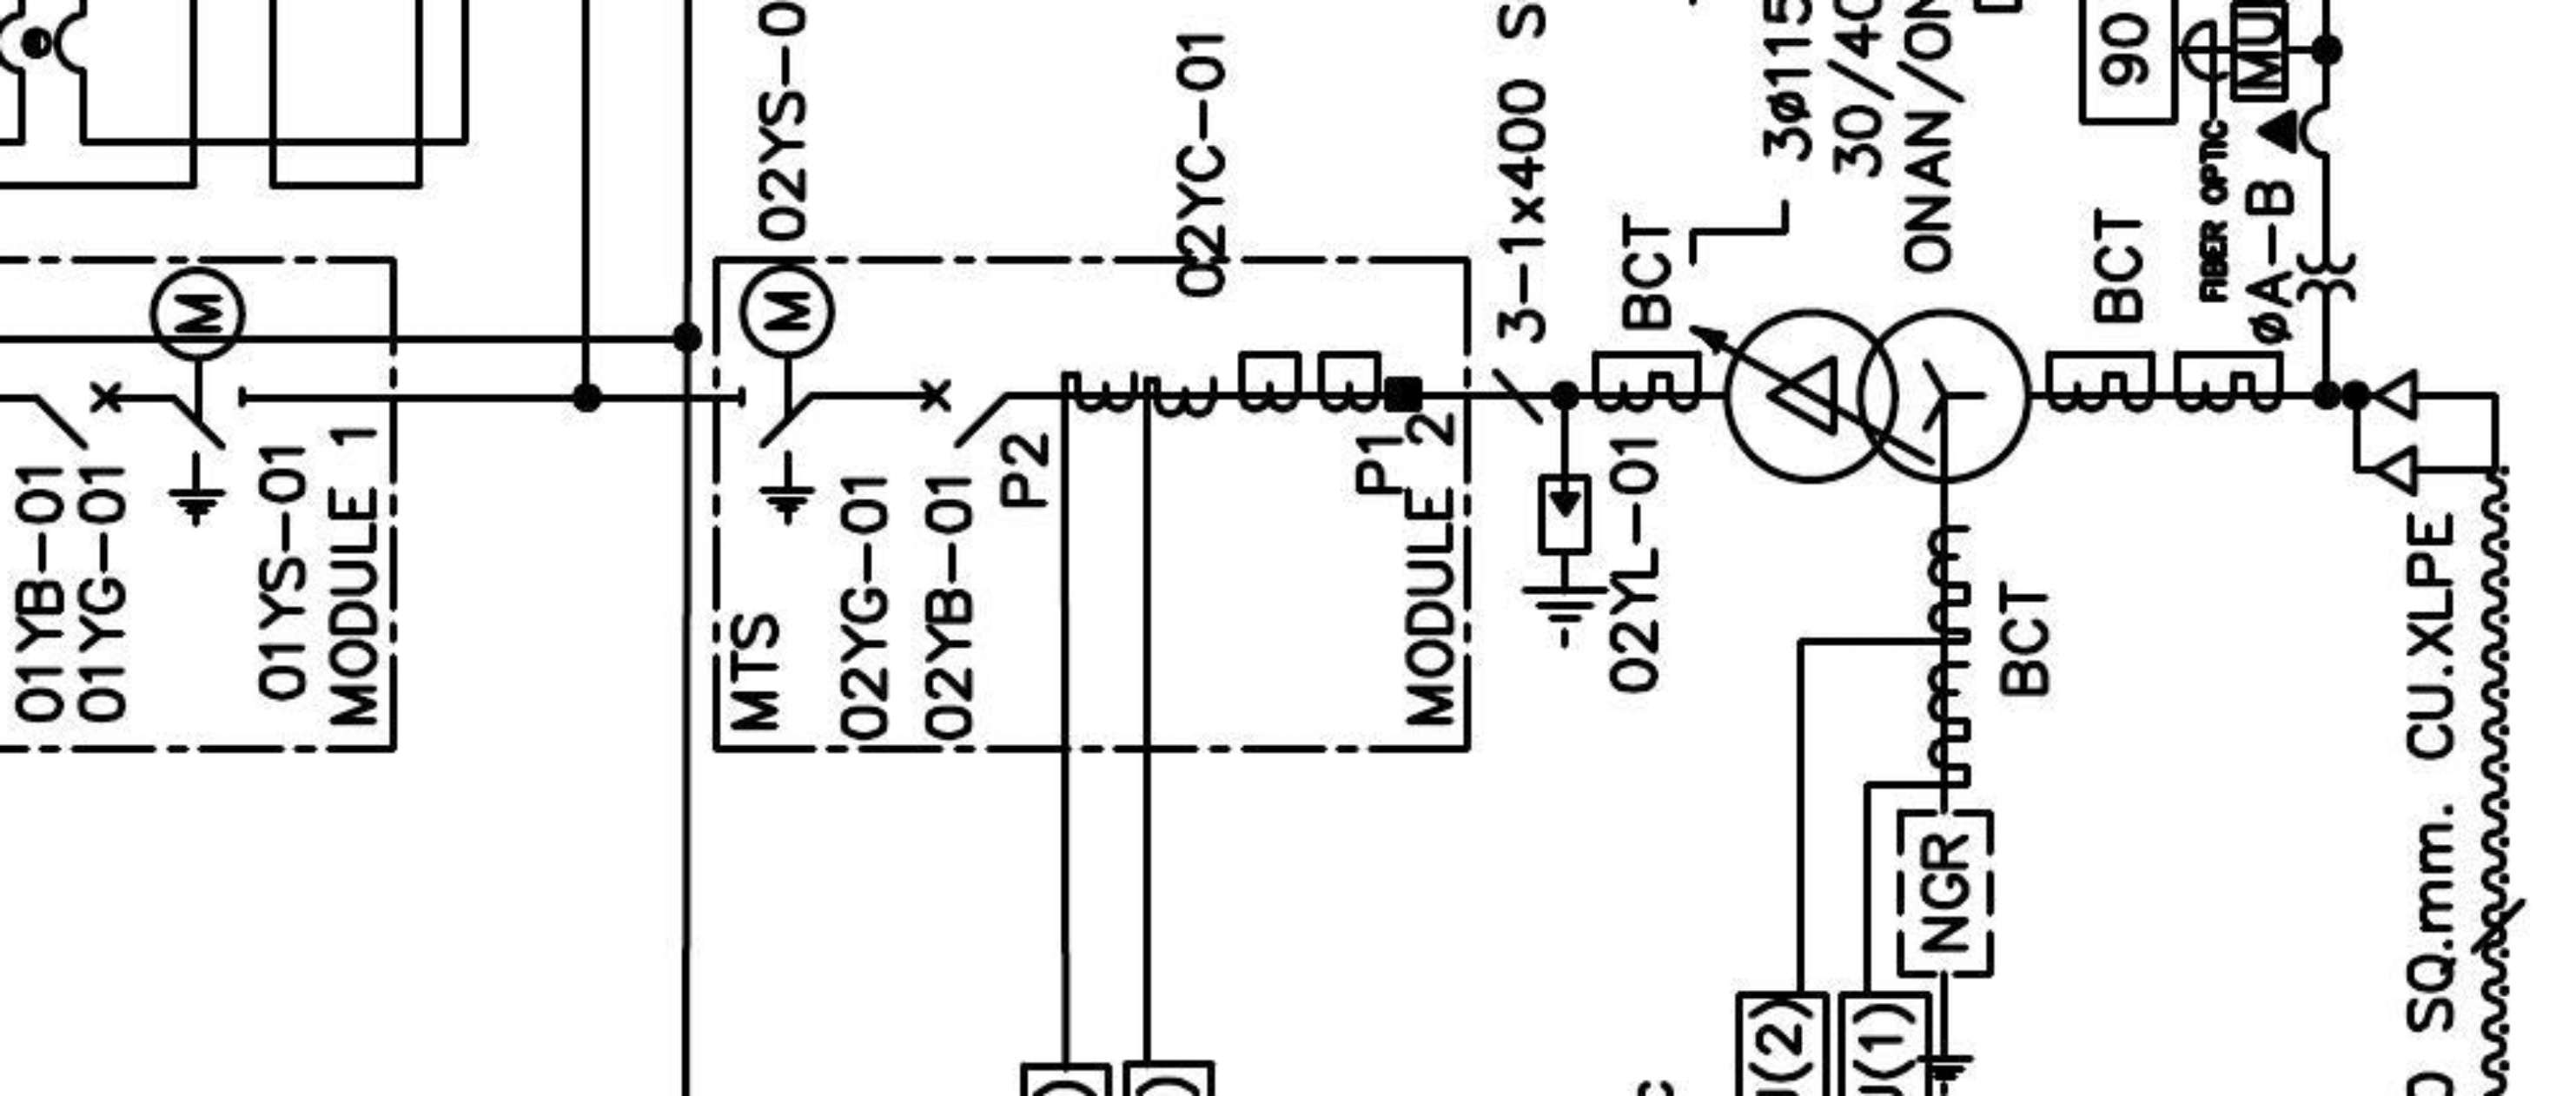 02YS-0
02YC-01
3-1x400 S
3ø115
30/40
ONAN/ON
90
MU
FIBER OPTIC
øA-B
BCT
BCT
M
M
01YB-01
01YG-01
01YS-01
MODULE 1
MTS
02YG-01
02YB-01
P2
P1
MODULE 2
02YL-01
BCT
NGR
(2)
(1)
SQ.mm. CU.XLPE